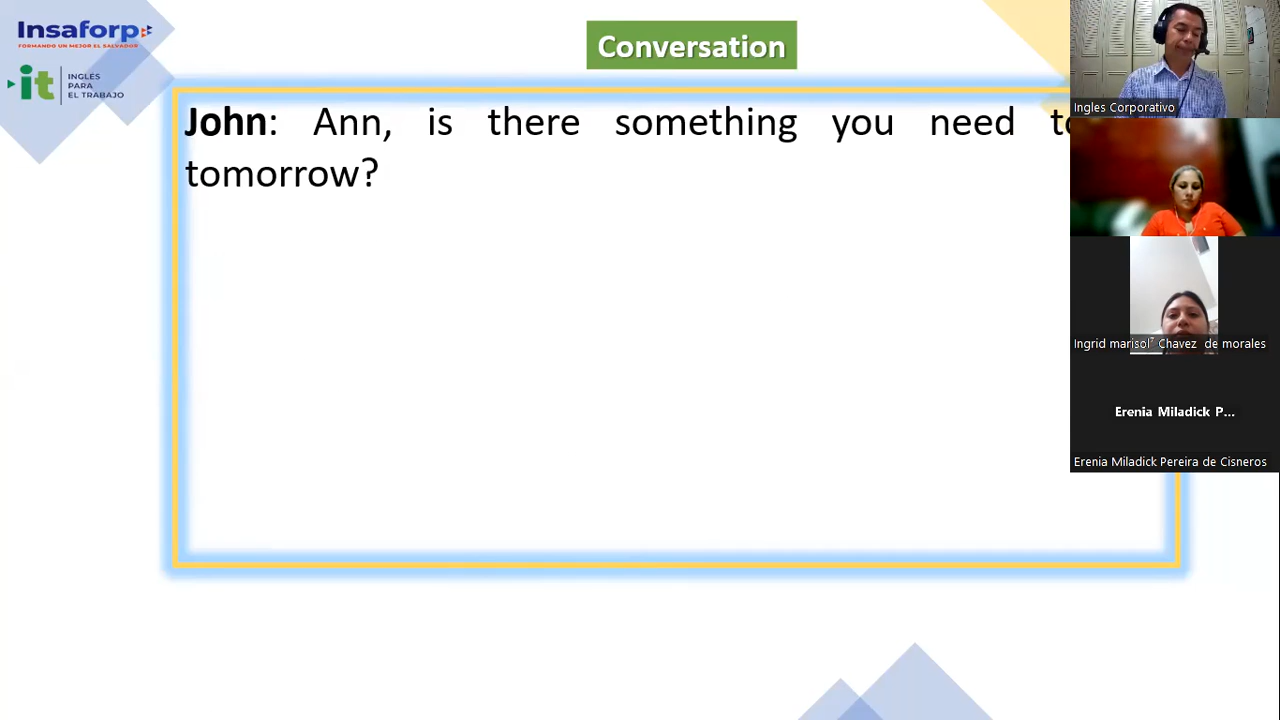 Insaforp
FORMANDO UN MEJOR EL SALVADOR
it
INGLÉS
PARA
EL TRABAJO
Conversation
John: Ann, is there something you need
tomorrow?
Ingles Corporativo
Ingrid marisol Chavez de morales
Erenia Miladick P...
Erenia Miladick Pereira de Cisneros